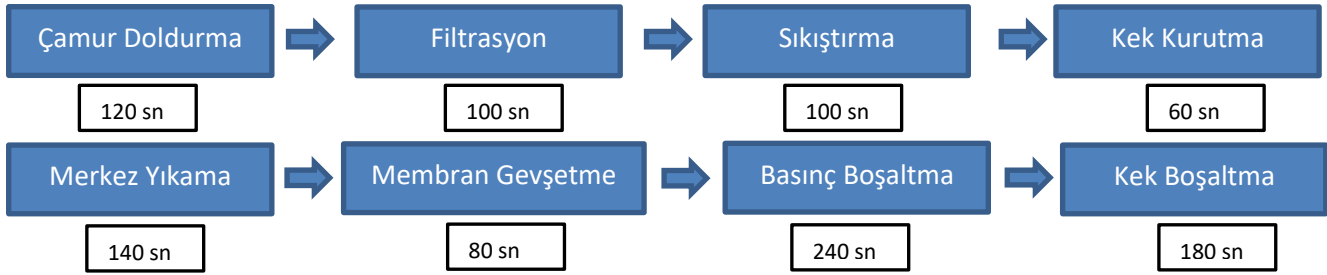 Çamur Doldurma
Filtrasyon
Sıkıştırma
Kek Kurutma
120 sn
100 sn
100 sn
60 sn
Merkez Yıkama
Membran Gevşetme
Basınç Boşaltma
Kek Boşaltma
140 sn
80 sn
240 sn
180 sn